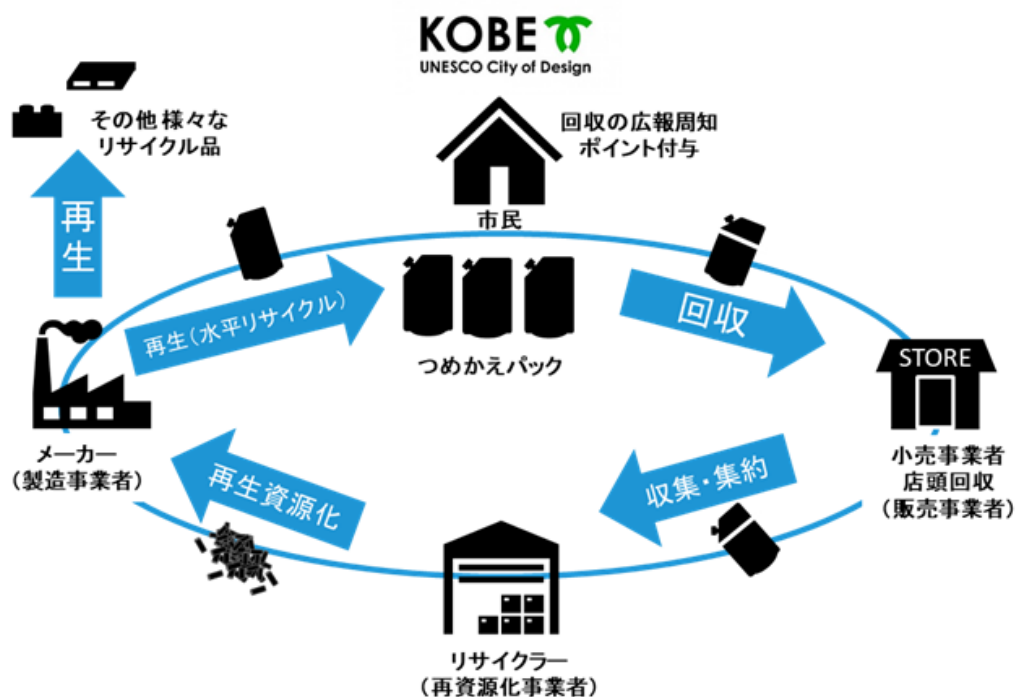 KOBE
UNESCO City of Design
その他様々な
リサイクル品
回収の広報周知
ポイント付与
市民
再生
再生(水平リサイクル)
つめかえパック
回収
STORE
メーカー
(製造事業者)
再生資源化
収集・集約
小売事業者
店頭回収
(販売事業者)
リサイクラー
(再資源化事業者)